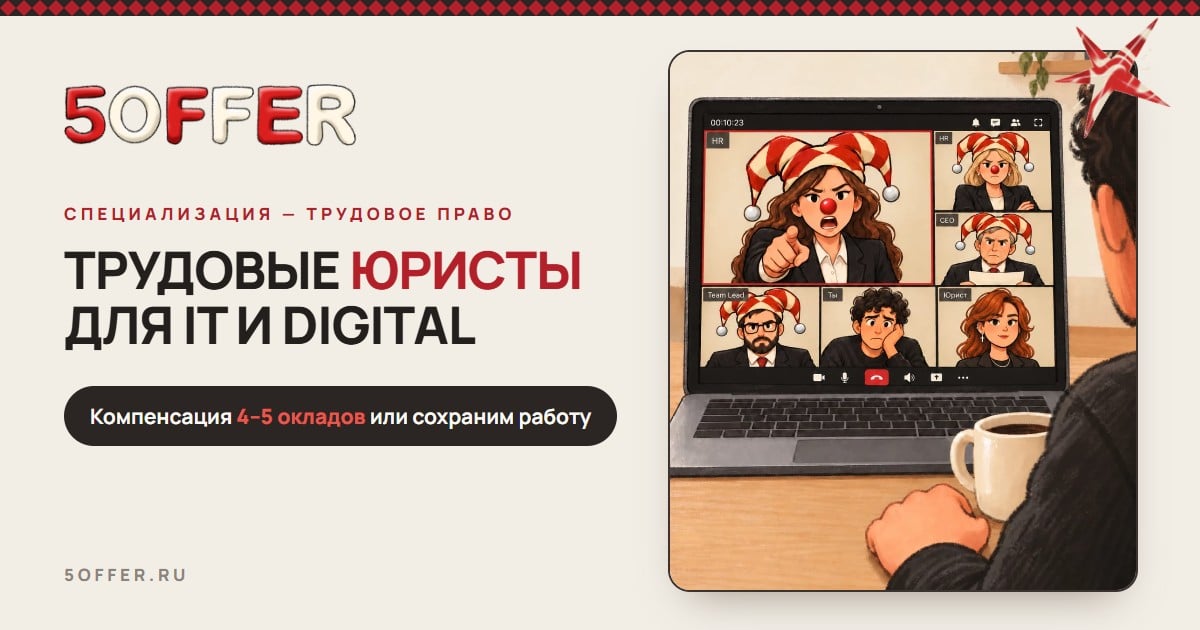 5OFFER
СПЕЦИАЛИЗАЦИЯ — ТРУДОВОЕ ПРАВО
ТРУДОВЫЕ ЮРИСТЫ
ДЛЯ IT И DIGITAL
Компенсация 4–5 окладов или сохраним работу
5OFFER.RU
00:10:23
HR
HR
CEO
Team Lead
Ты
Юрист